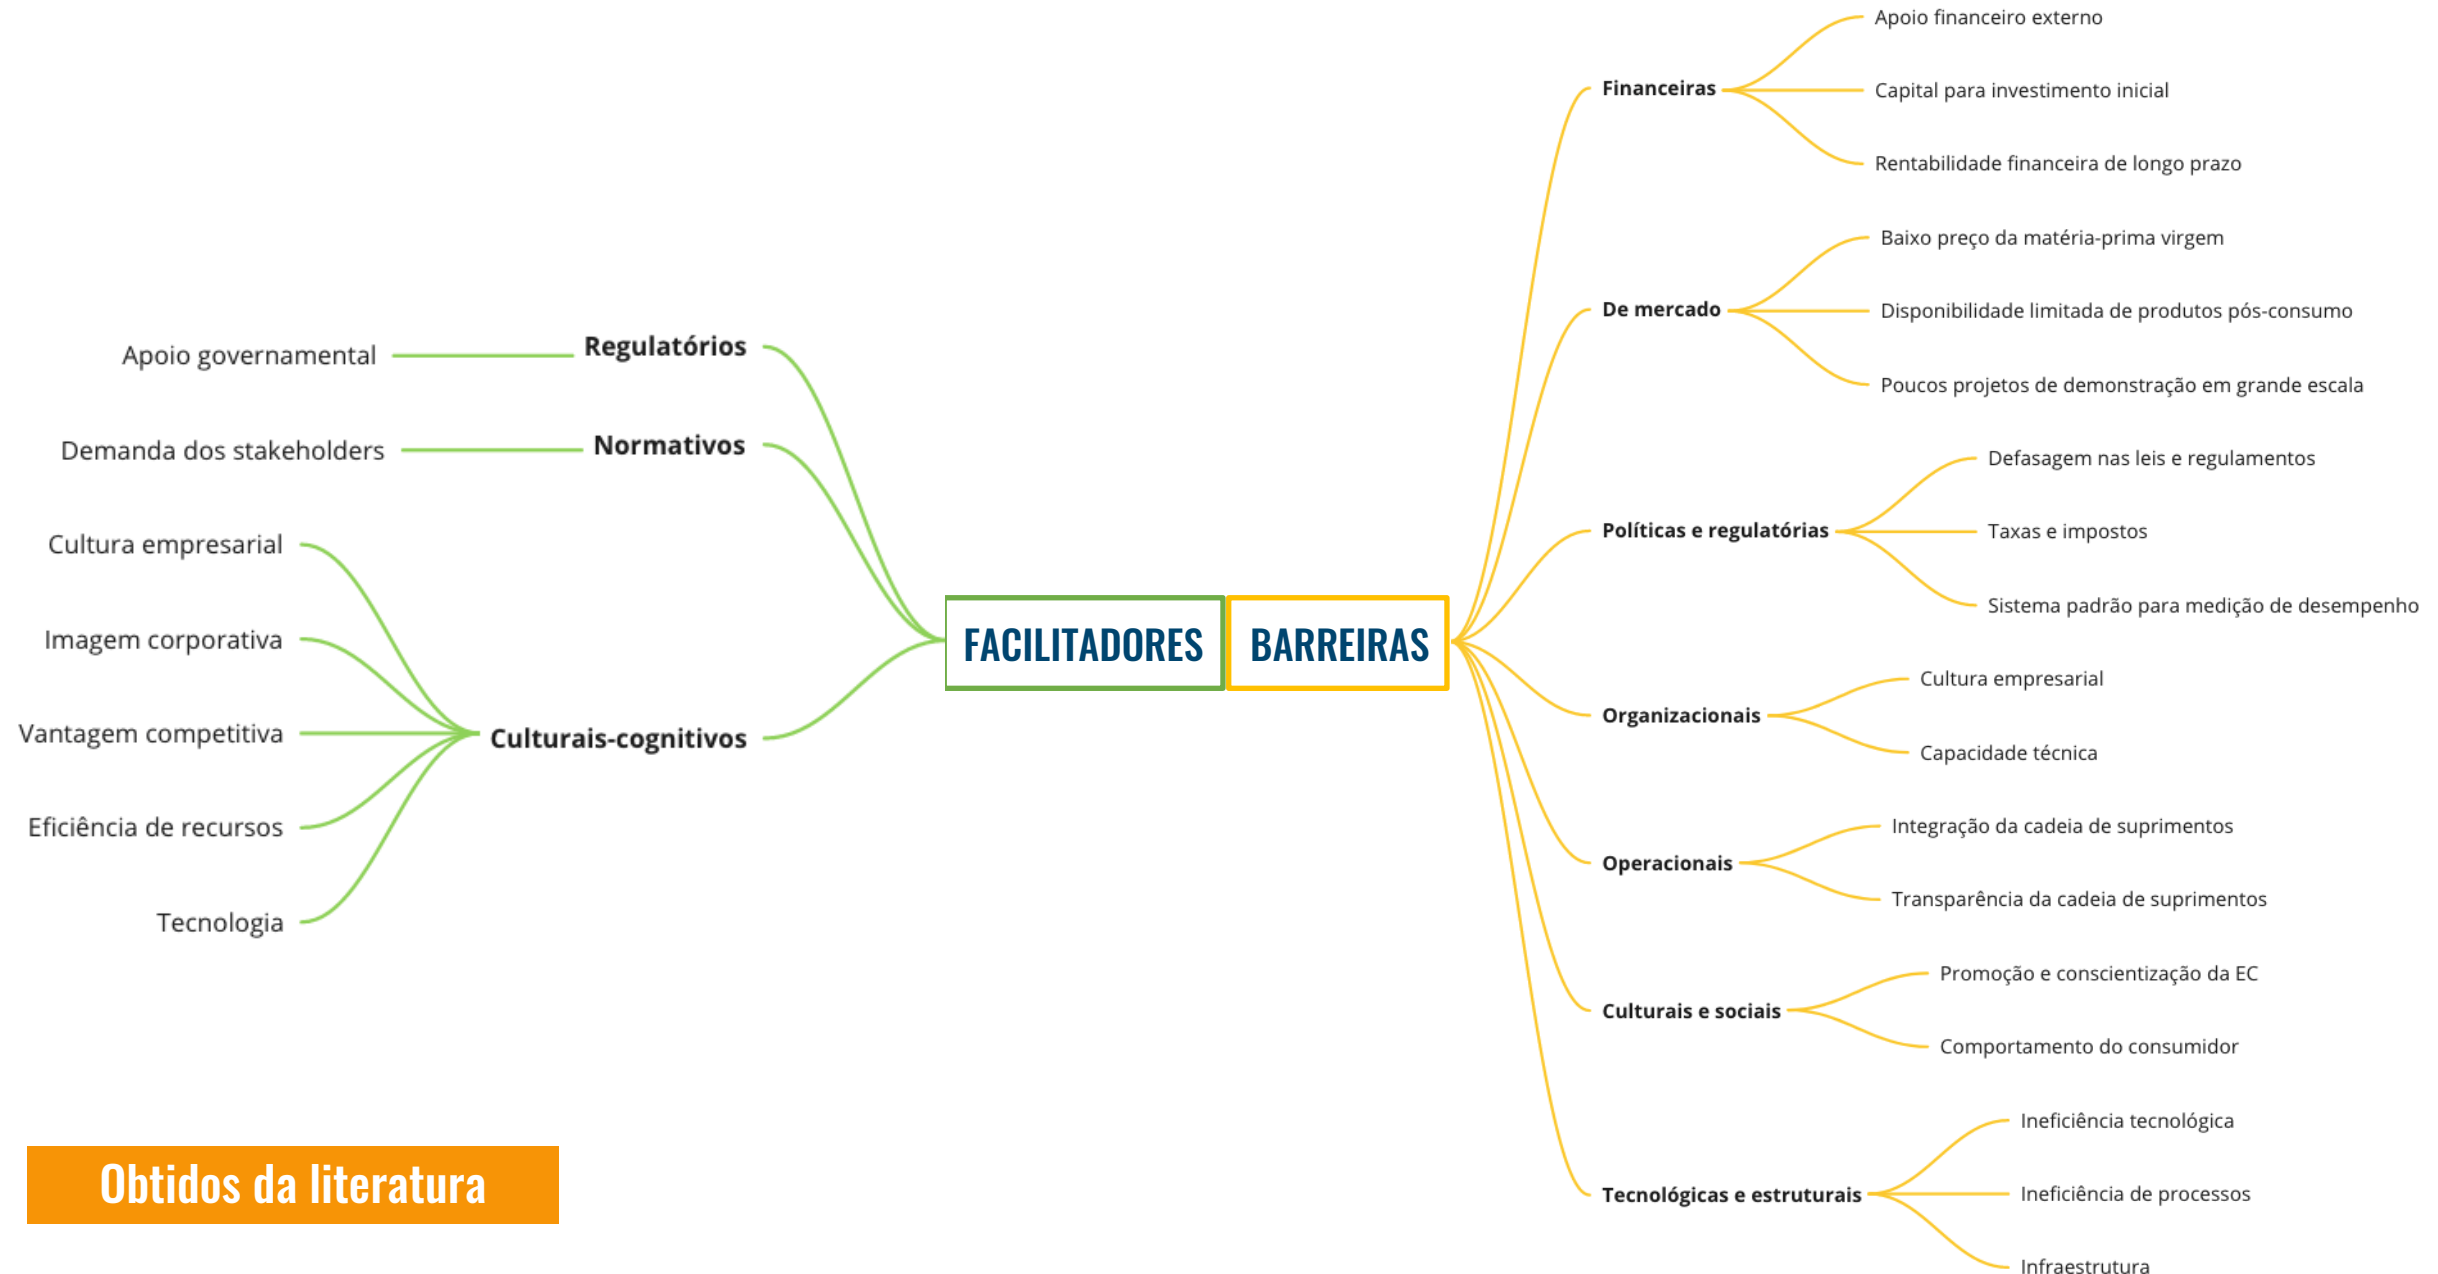 Regulatórios
Apoio governamental
Normativos
Demanda dos stakeholders
Culturais-cognitivos
Cultura empresarial
Imagem corporativa
Vantagem competitiva
Eficiência de recursos
Tecnologia
FACILITADORES
BARREIRAS
Financeiras
Apoio financeiro externo
Capital para investimento inicial
Rentabilidade financeira de longo prazo
De mercado
Baixo preço da matéria-prima virgem
Disponibilidade limitada de produtos pós-consumo
Poucos projetos de demonstração em grande escala
Políticas e regulatórias
Defasagem nas leis e regulamentos
Taxas e impostos
Sistema padrão para medição de desempenho
Organizacionais
Cultura empresarial
Capacidade técnica
Operacionais
Integração da cadeia de suprimentos
Transparência da cadeia de suprimentos
Culturais e sociais
Promoção e conscientização da EC
Comportamento do consumidor
Tecnológicas e estruturais
Ineficiência tecnológica
Ineficiência de processos
Infraestrutura
Obtidos da literatura